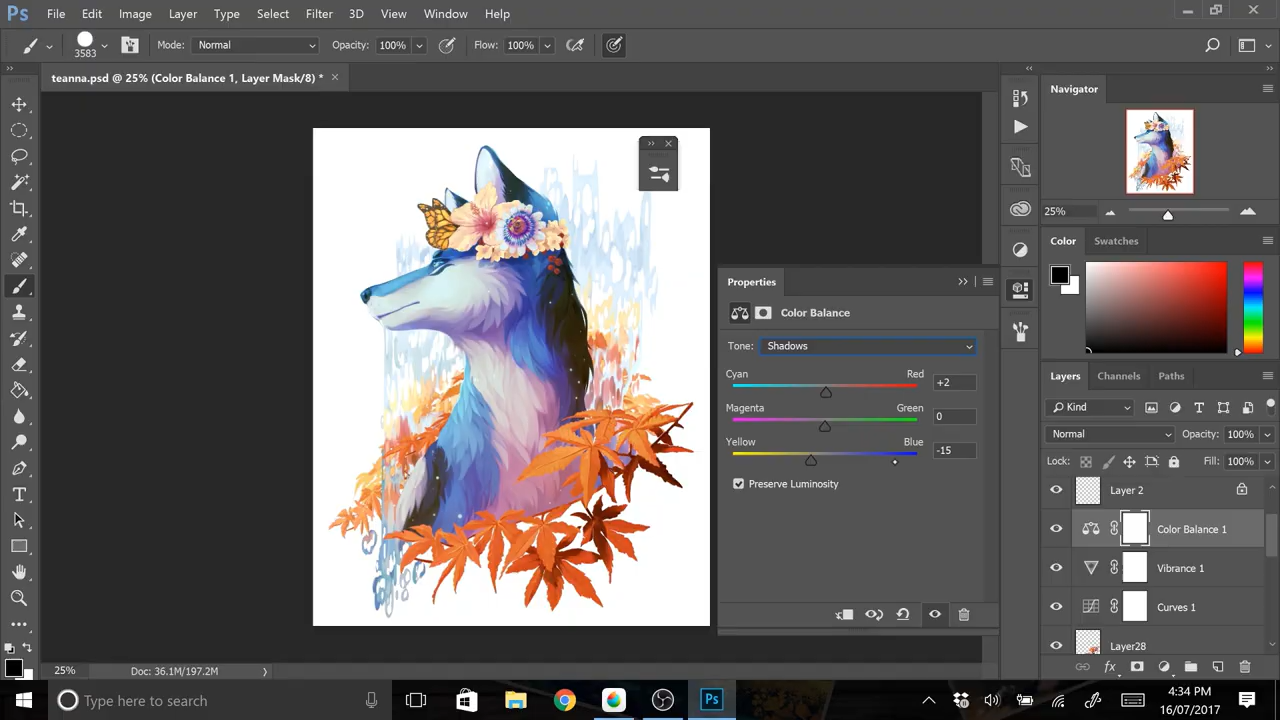 Ps File Edit Image Layer Type Select Filter 3D View Window Help
3583 Mode: Normal Opacity: 100% Flow: 100%
teanna.psd @ 25% (Color Balance 1, Layer Mask/8) * ×
Navigator
25%
Color Swatches
Properties
Color Balance
Tone: Shadows
Cyan Red +2
Magenta Green 0
Yellow Blue -15
Preserve Luminosity
Layers Channels Paths
Kind
Normal Opacity: 100%
Lock: Fill: 100%
Layer 2
Color Balance 1
Vibrance 1
Curves 1
Layer28
25% Doc: 36.1M/197.2M
Type here to search
Ps
4:34 PM
16/07/2017